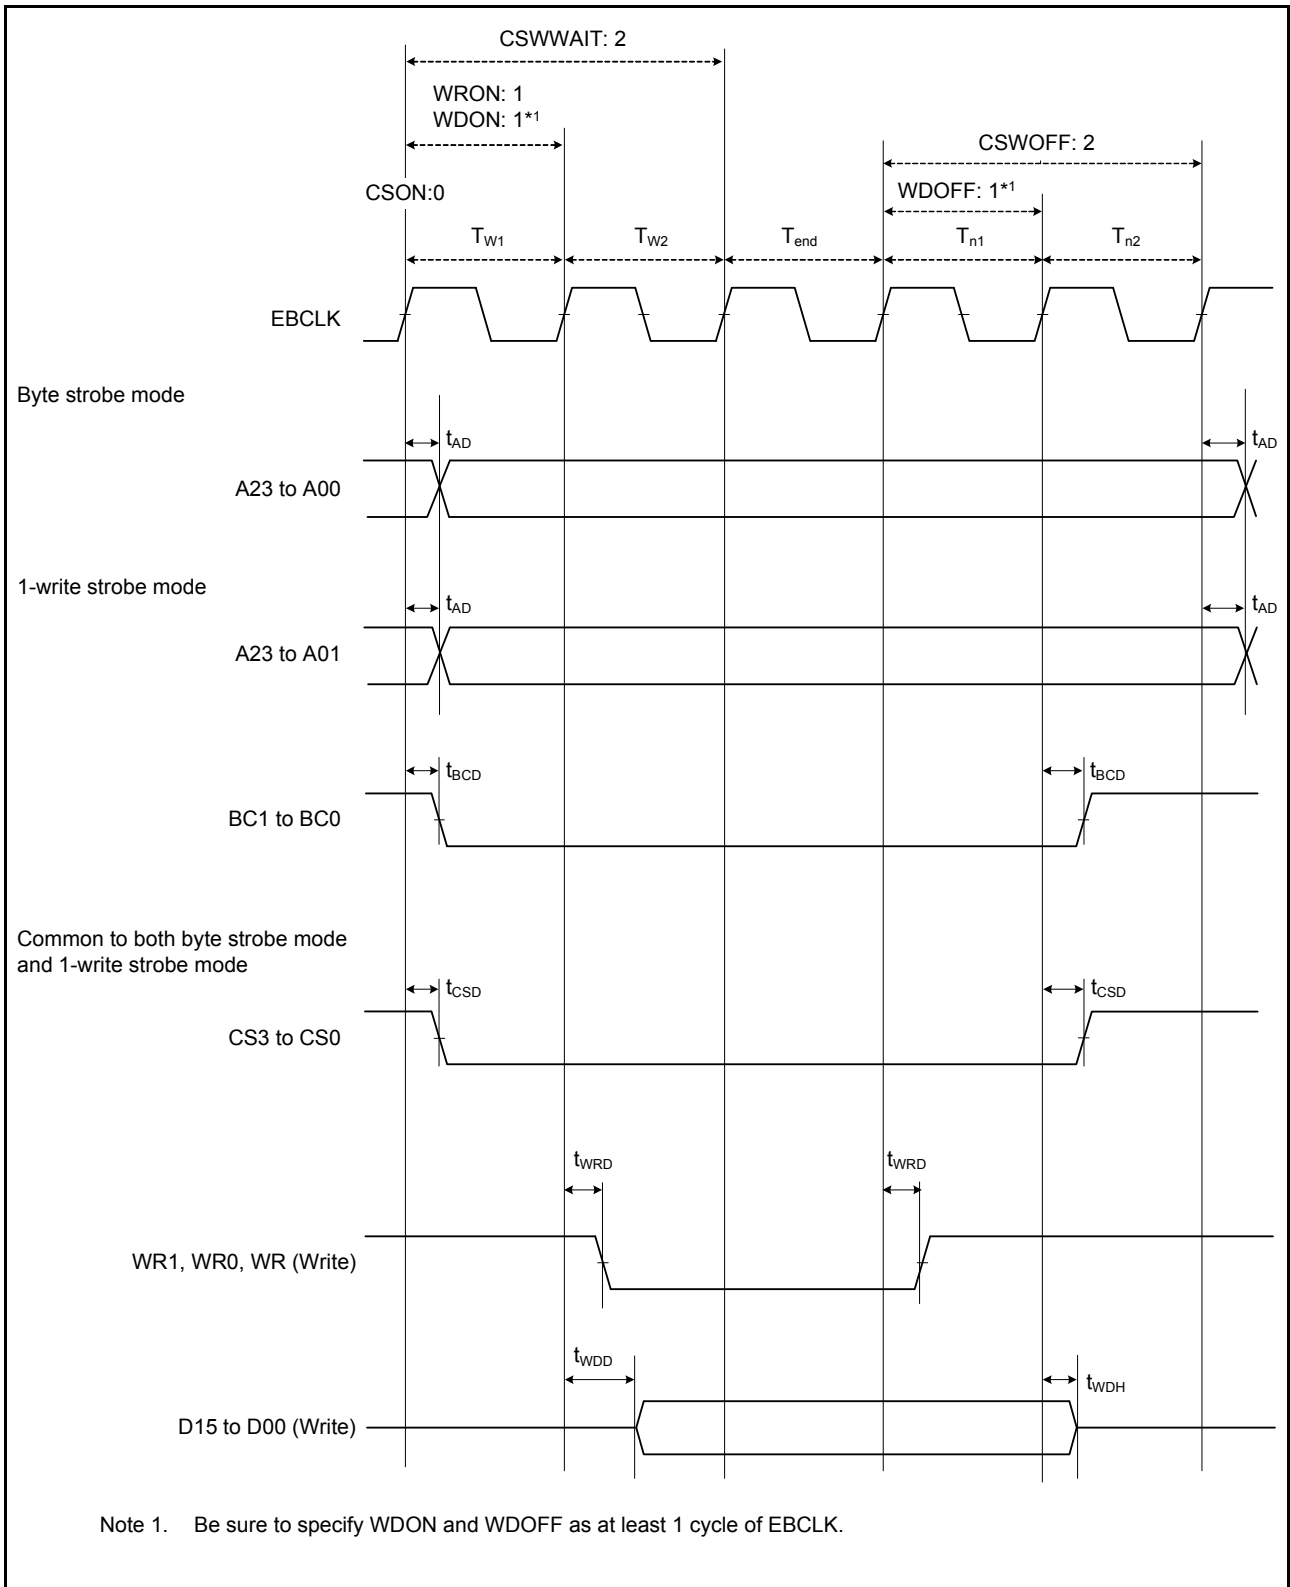 CSWWAIT: 2
WRON: 1
WDON: 1*1
CSWOFF: 2
CSON:0
WDOFF: 1*1
TW1 TW2 Tend Tn1 Tn2
EBCLK
Byte strobe mode
tAD tAD
A23 to A00
1-write strobe mode
tAD tAD
A23 to A01
tBCD tBCD
BC1 to BC0
Common to both byte strobe mode
and 1-write strobe mode
tCSD tCSD
CS3 to CS0
tWRD tWRD
WR1, WR0, WR (Write)
tWDD tWDH
D15 to D00 (Write)
Note 1. Be sure to specify WDON and WDOFF as at least 1 cycle of EBCLK.